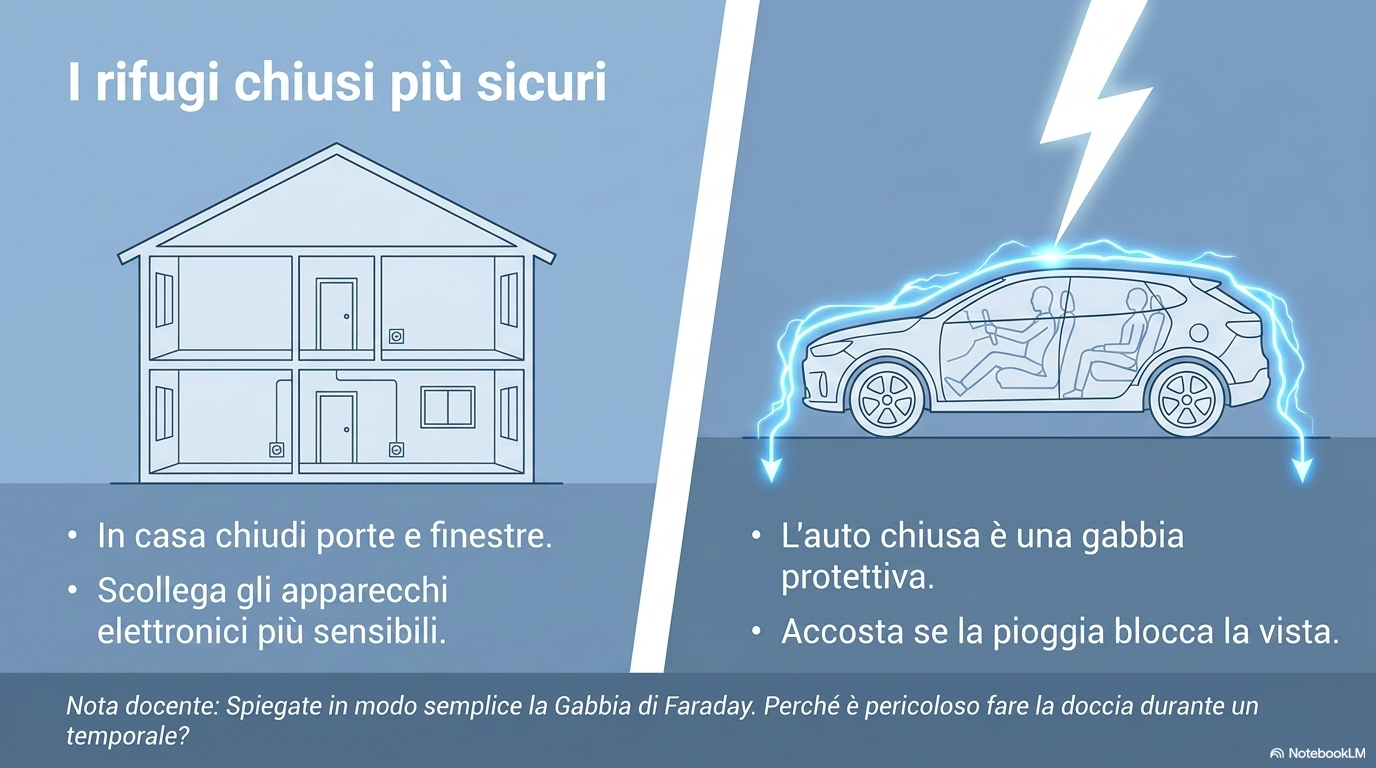 I rifugi chiusi più sicuri
• In casa chiudi porte e finestre.
• Scollega gli apparecchi
elettronici più sensibili.
• L'auto chiusa è una gabbia
protettiva.
• Accosta se la pioggia blocca la vista.
Nota docente: Spiegate in modo semplice la Gabbia di Faraday. Perché è pericoloso fare la doccia durante un
temporale?
NotebookLM